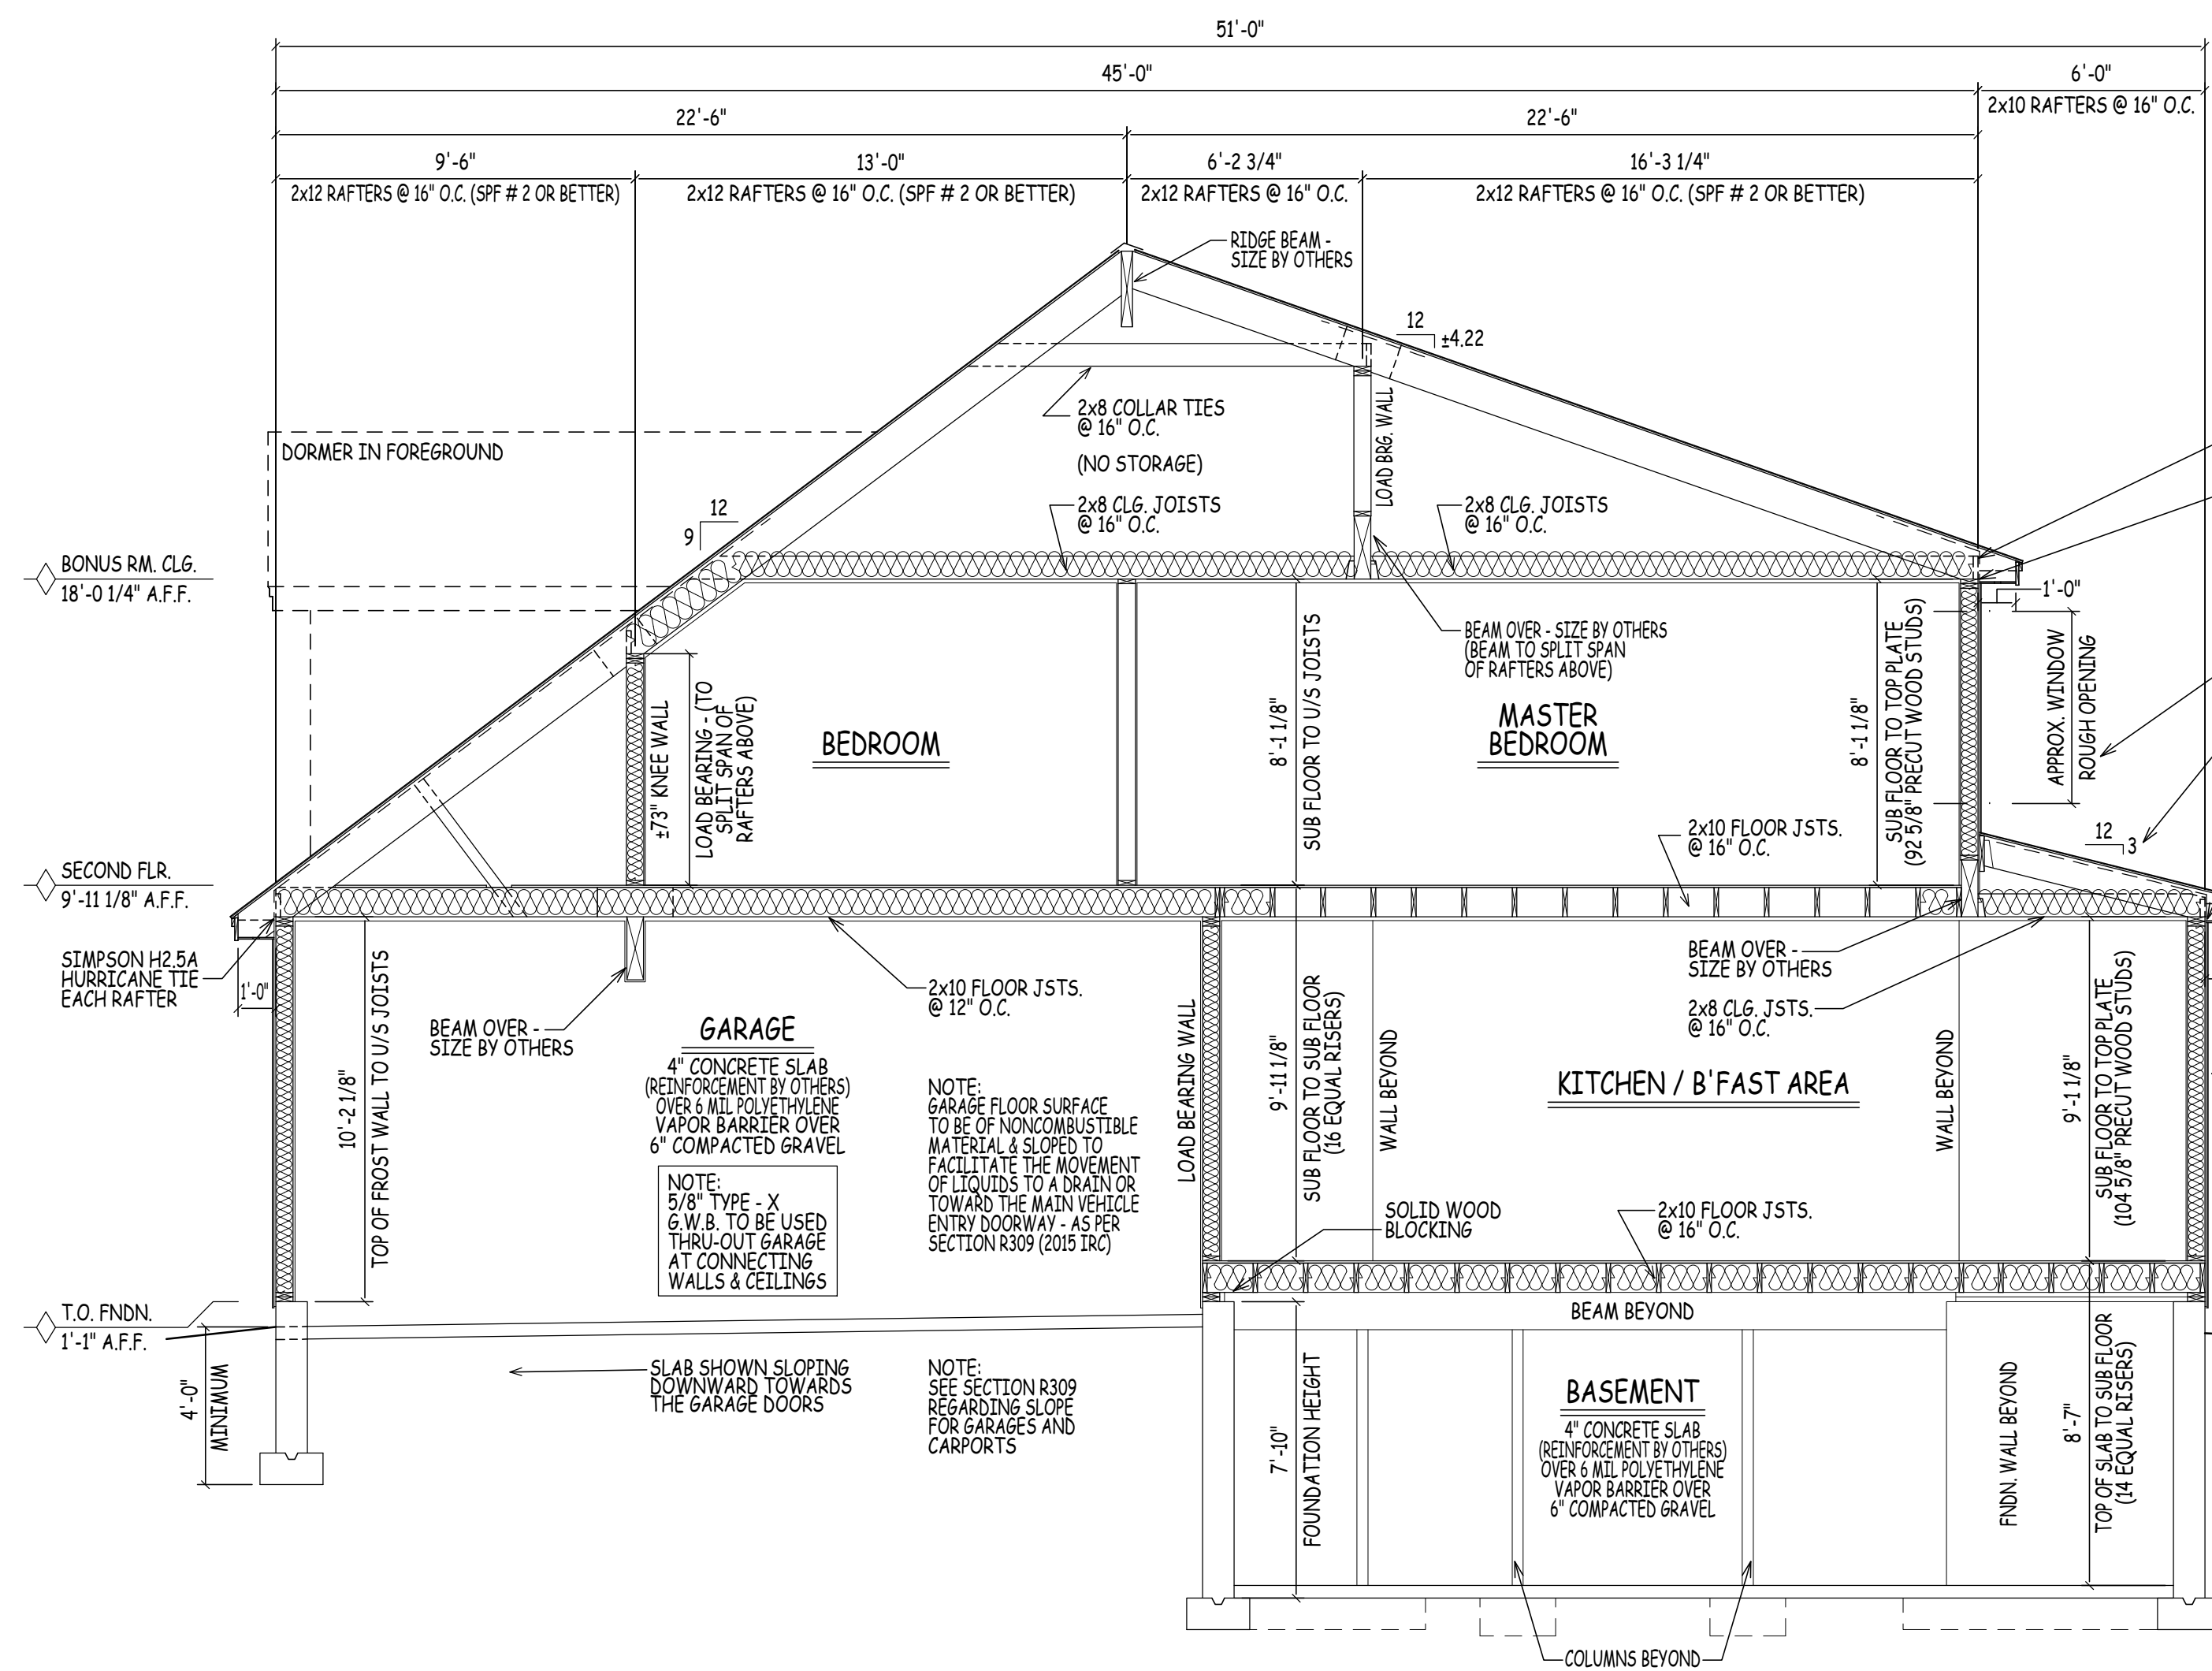 51'-0"
45'-0"
6'-0"
2x10 RAFTERS @ 16" O.C.
22'-6"
22'-6"
9'-6"
13'-0"
6'-2 3/4"
16'-3 1/4"
2x12 RAFTERS @ 16" O.C. (SPF # 2 OR BETTER)
2x12 RAFTERS @ 16" O.C. (SPF # 2 OR BETTER)
2x12 RAFTERS @ 16" O.C.
2x12 RAFTERS @ 16" O.C. (SPF # 2 OR BETTER)
RIDGE BEAM -
SIZE BY OTHERS
12
±4.22
2x8 COLLAR TIES
@ 16" O.C.
(NO STORAGE)
LOAD BRG. WALL
DORMER IN FOREGROUND
12
9
2x8 CLG. JOISTS
@ 16" O.C.
2x8 CLG. JOISTS
@ 16" O.C.
BONUS RM. CLG.
18'-0 1/4" A.F.F.
1'-0"
BEAM OVER - SIZE BY OTHERS
(BEAM TO SPLIT SPAN
OF RAFTERS ABOVE)
±73" KNEE WALL
LOAD BEARING - (TO
SPLIT SPAN OF
RAFTERS ABOVE)
BEDROOM
8'-1 1/8"
SUB FLOOR TO U/S JOISTS
MASTER
BEDROOM
8'-1 1/8"
SUB FLOOR TO TOP PLATE
(92 5/8" PRECUT WOOD STUDS)
APPROX. WINDOW
ROUGH OPENING
2x10 FLOOR JSTS.
@ 16" O.C.
12
3
SECOND FLR.
9'-11 1/8" A.F.F.
SIMPSON H2.5A
HURRICANE TIE
EACH RAFTER
1'-0"
10'-2 1/8"
TOP OF FROST WALL TO U/S JOISTS
BEAM OVER -
SIZE BY OTHERS
2x10 FLOOR JSTS.
@ 12" O.C.
GARAGE
4" CONCRETE SLAB
(REINFORCEMENT BY OTHERS)
OVER 6 MIL POLYETHYLENE
VAPOR BARRIER OVER
6" COMPACTED GRAVEL
NOTE:
5/8" TYPE - X
G.W.B. TO BE USED
THRU-OUT GARAGE
AT CONNECTING
WALLS & CEILINGS
NOTE:
GARAGE FLOOR SURFACE
TO BE OF NONCOMBUSTIBLE
MATERIAL & SLOPED TO
FACILITATE THE MOVEMENT
OF LIQUIDS TO A DRAIN OR
TOWARD THE MAIN VEHICLE
ENTRY DOORWAY - AS PER
SECTION R309 (2015 IRC)
LOAD BEARING WALL
9'-11 1/8"
SUB FLOOR TO SUB FLOOR
(16 EQUAL RISERS)
WALL BEYOND
BEAM OVER -
SIZE BY OTHERS
2x8 CLG. JSTS.
@ 16" O.C.
KITCHEN / B'FAST AREA
WALL BEYOND
9'-1 1/8"
SUB FLOOR TO TOP PLATE
(104 5/8" PRECUT WOOD STUDS)
SOLID WOOD
BLOCKING
2x10 FLOOR JSTS.
@ 16" O.C.
T.O. FNDN.
1'-1" A.F.F.
4'-0"
MINIMUM
SLAB SHOWN SLOPING
DOWNWARD TOWARDS
THE GARAGE DOORS
NOTE:
SEE SECTION R309
REGARDING SLOPE
FOR GARAGES AND
CARPORTS
BEAM BEYOND
7'-10"
FOUNDATION HEIGHT
BASEMENT
4" CONCRETE SLAB
(REINFORCEMENT BY OTHERS)
OVER 6 MIL POLYETHYLENE
VAPOR BARRIER OVER
6" COMPACTED GRAVEL
FNDN. WALL BEYOND
8'-7"
TOP OF SLAB TO SUB FLOOR
(14 EQUAL RISERS)
COLUMNS BEYOND